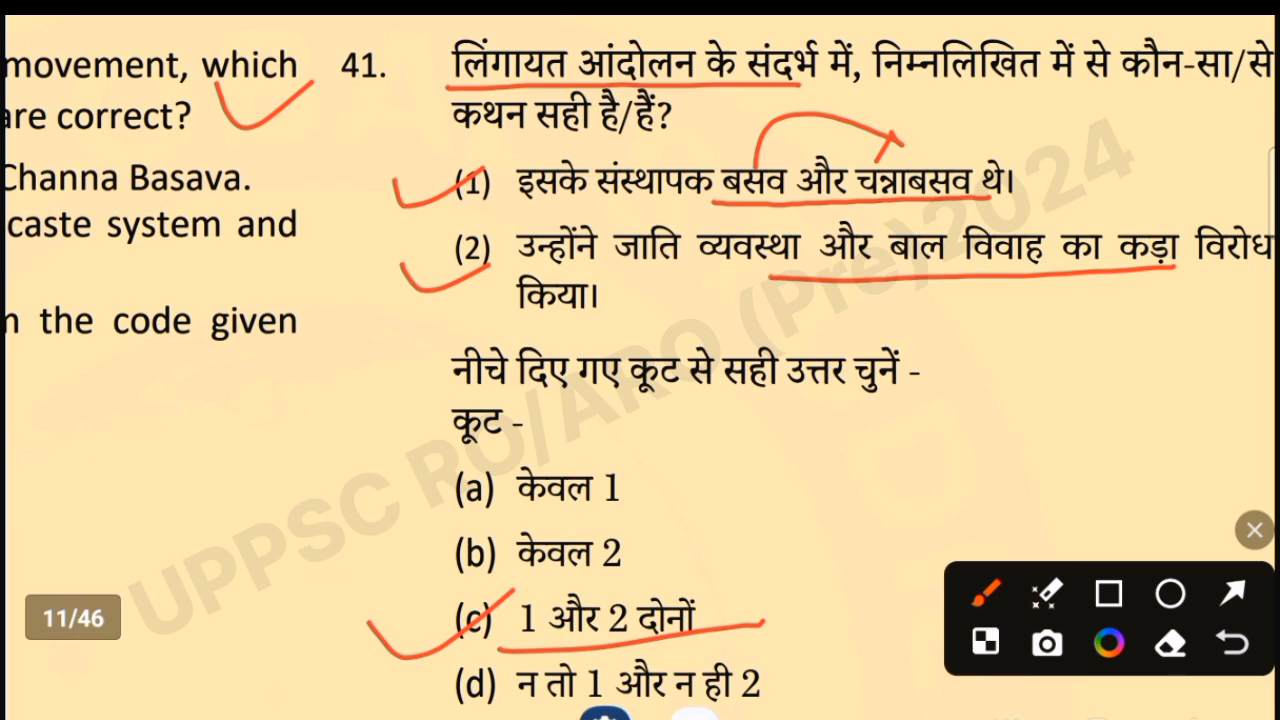 movement, which
are correct?
Channa Basava.
caste system and
the code given
41. लिंगायत आंदोलन के संदर्भ में, निम्नलिखित में से कौन-सा/से
कथन सही है/हैं?
(1) इसके संस्थापक बसव और चन्नाबसव थे।
(2) उन्होंने जाति व्यवस्था और बाल विवाह का कड़ा विरोध
किया।
नीचे दिए गए कूट से सही उत्तर चुनें -
कूट -
(a) केवल 1
(b) केवल 2
(c) 1 और 2 दोनों
(d) न तो 1 और न ही 2
UPPSC RO/ARO (Pre) 2024
11/46